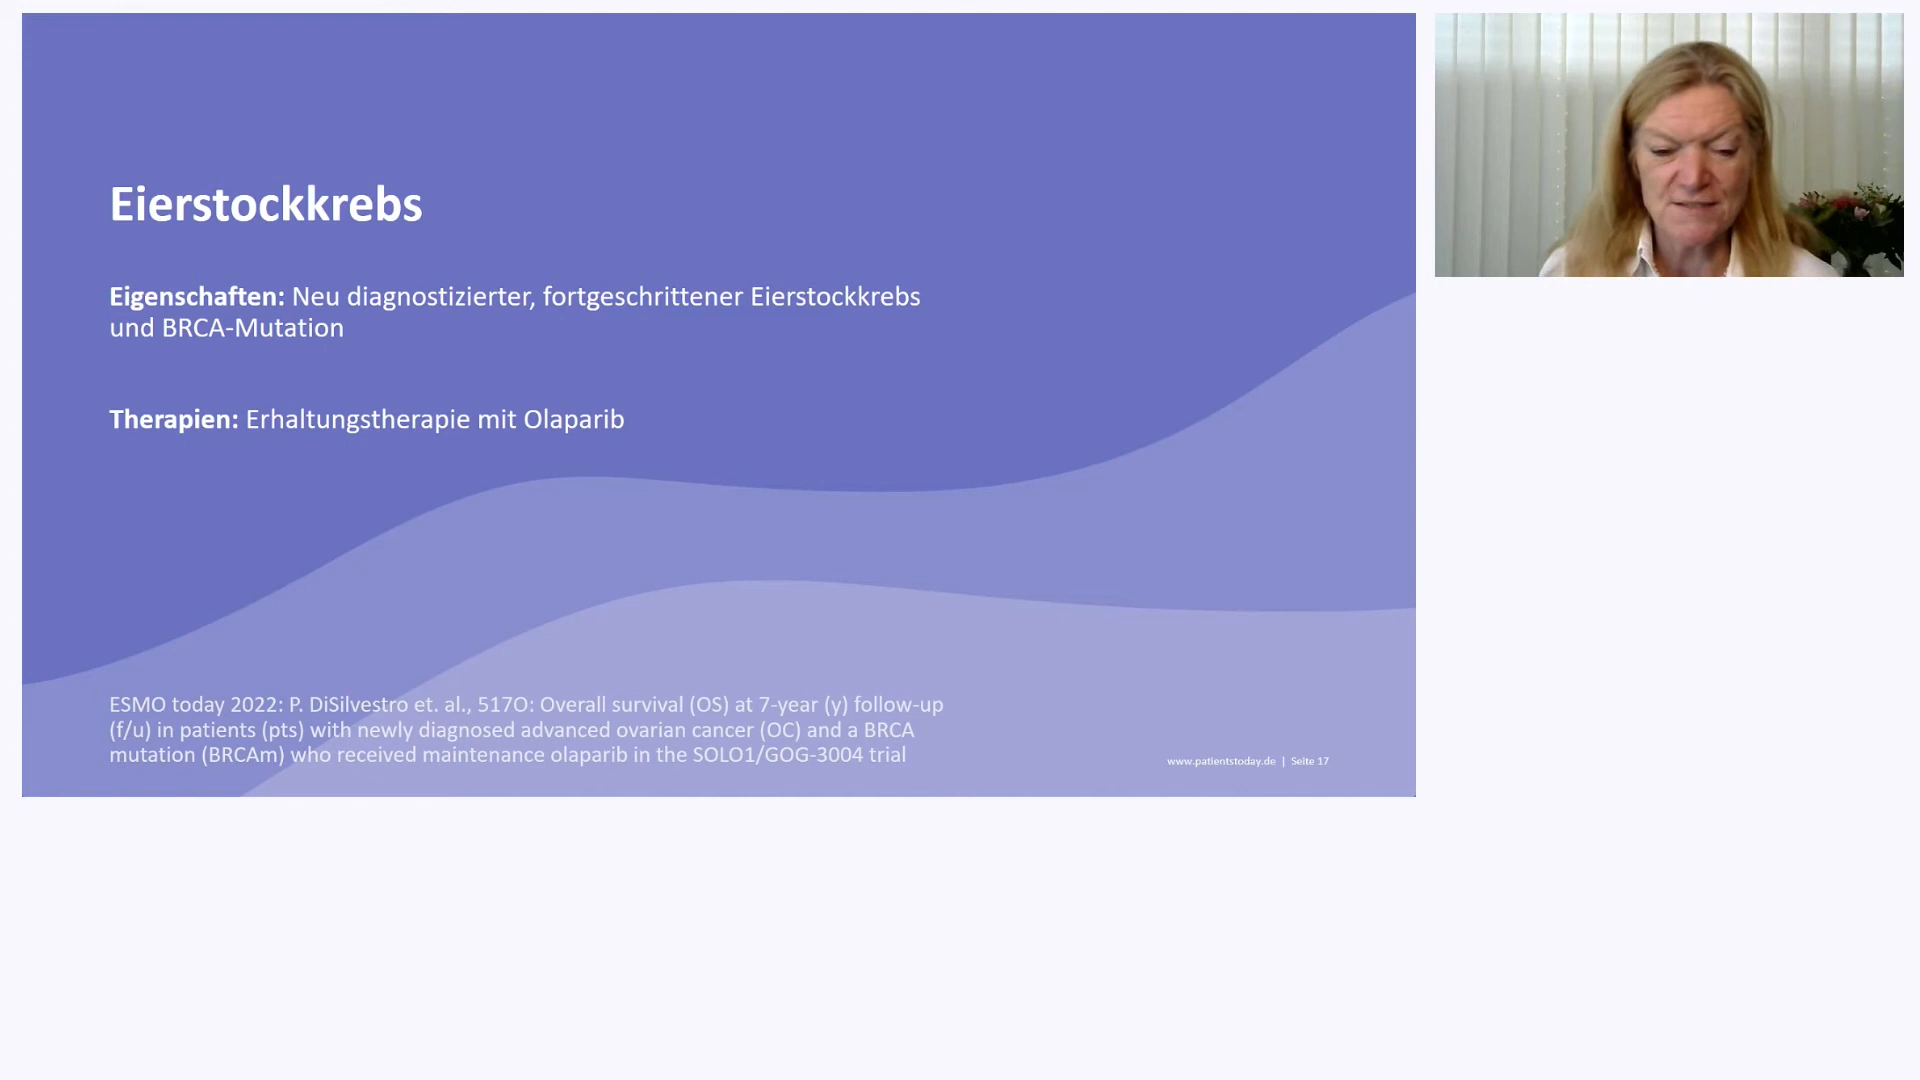 Eierstockkrebs
Eigenschaften: Neu diagnostizierter, fortgeschrittener Eierstockkrebs
und BRCA-Mutation
Therapien: Erhaltungstherapie mit Olaparib
ESMO today 2022: P. DiSilvestro et. al., 517O: Overall survival (OS) at 7-year (y) follow-up
(f/u) in patients (pts) with newly diagnosed advanced ovarian cancer (OC) and a BRCA
mutation (BRCAm) who received maintenance olaparib in the SOLO1/GOG-3004 trial
www.patientstoday.de | Seite 17